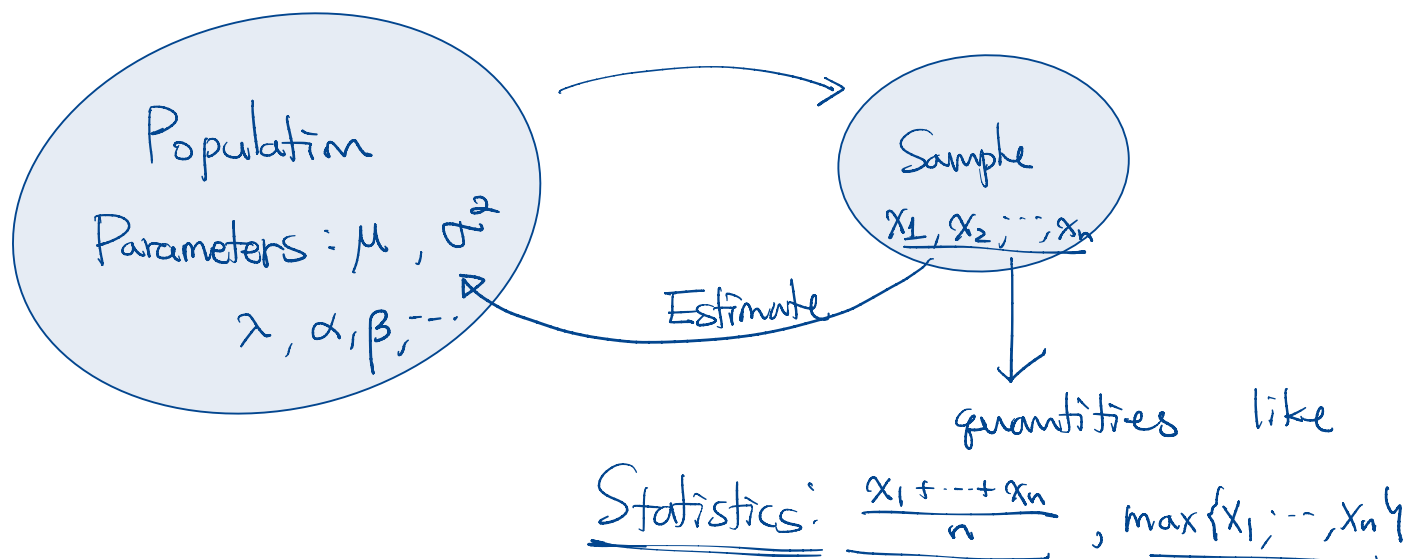 Population
Parameters : μ , σ²
λ, α, β, ...
Sample
x₁, x₂, ..., xₙ
Estimate
quantities like
Statistics: (x₁ + ... + xₙ)/n , max{x₁, ..., xₙ}